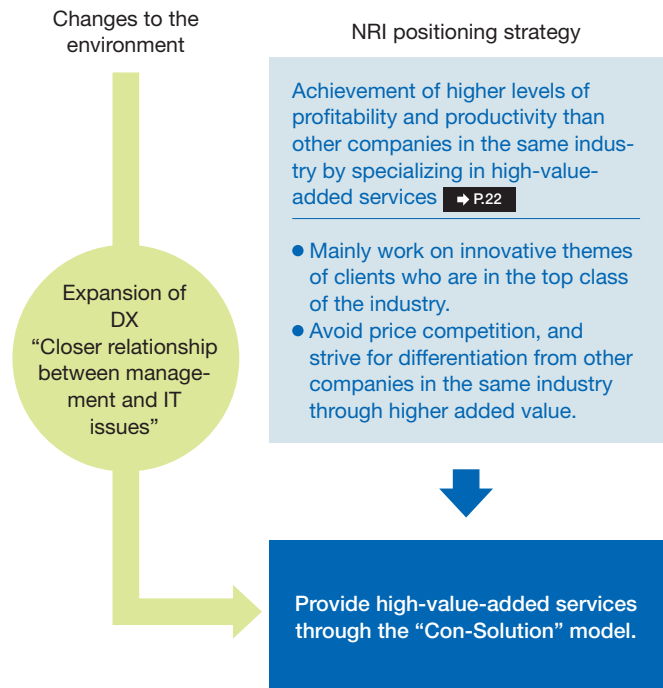 Changes to the
environment
NRI positioning strategy
Achievement of higher levels of
profitability and productivity than
other companies in the same indus-
try by specializing in high-value-
added services ➡ P.22
● Mainly work on innovative themes
of clients who are in the top class
of the industry.
● Avoid price competition, and
strive for differentiation from other
companies in the same industry
through higher added value.
Expansion of
DX
“Closer relationship
between manage-
ment and IT
issues”
Provide high-value-added services
through the “Con-Solution” model.